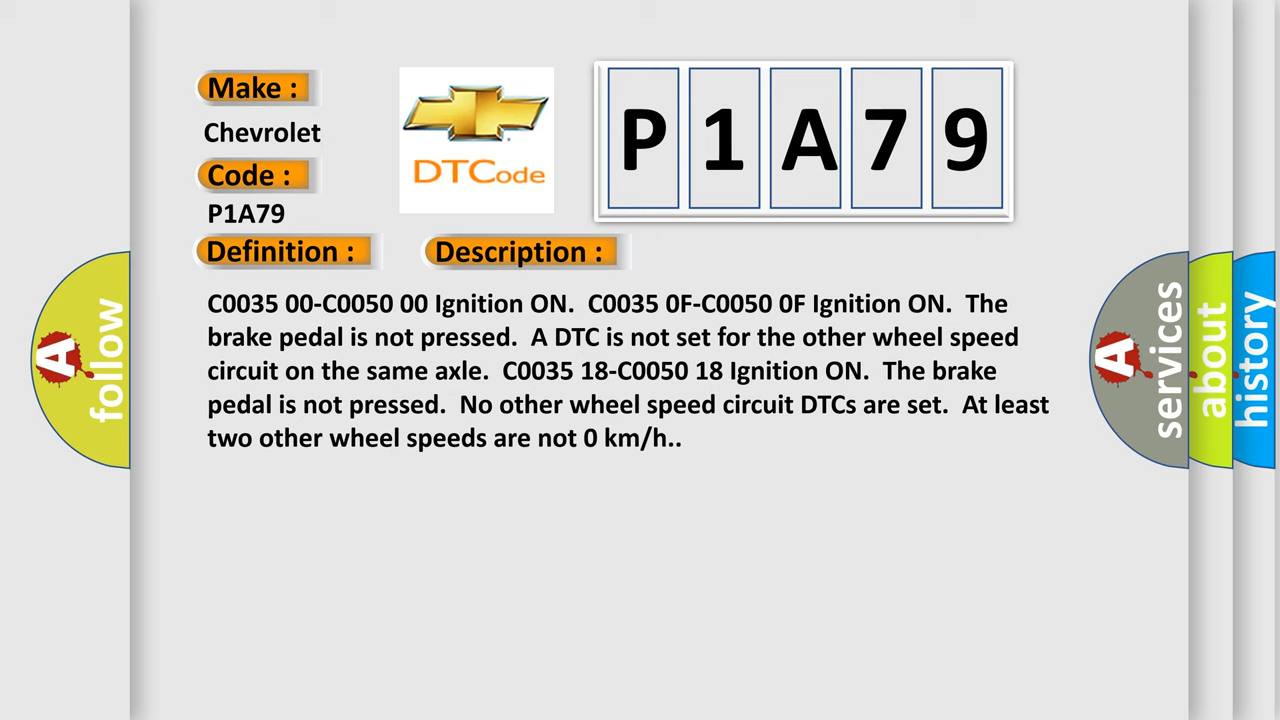 Make :
Chevrolet
Code :
P1A79
DTCode
P1A79
Definition :
Description :
C0035 00-C0050 00 Ignition ON.  C0035 0F-C0050 0F Ignition ON.  The
brake pedal is not pressed.  A DTC is not set for the other wheel speed
circuit on the same axle.  C0035 18-C0050 18 Ignition ON.  The brake
pedal is not pressed.  No other wheel speed circuit DTCs are set.  At least
two other wheel speeds are not 0 km/h..
A follow
A services
about
history